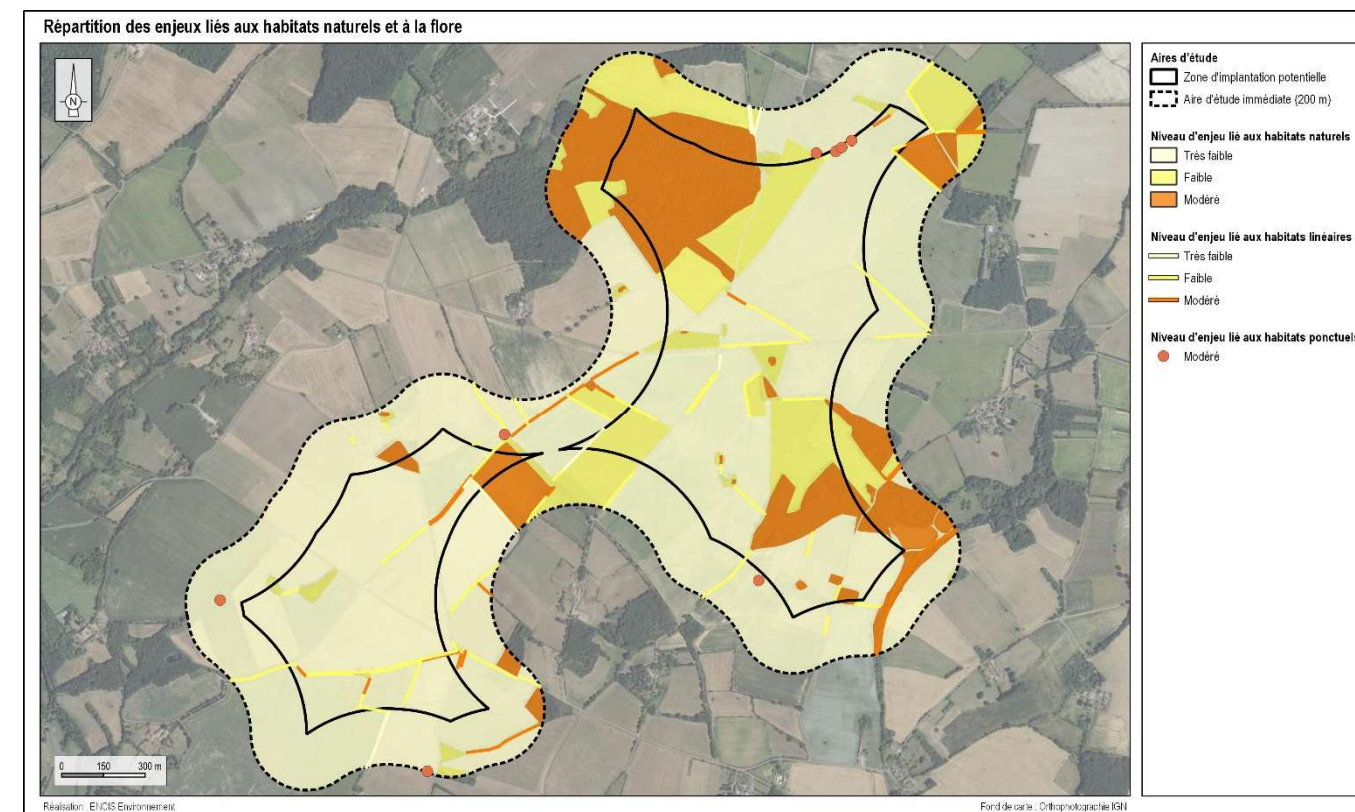 Répartition des enjeux liés aux habitats naturels et à la flore
N
Aires d'étude
Zone d'implantation potentielle
Aire d'étude immédiate (200 m)
Niveau d'enjeu lié aux habitats naturels
Très faible
Faible
Modéré
Niveau d'enjeu lié aux habitats linéaires
Très faible
Faible
Modéré
Niveau d'enjeu lié aux habitats ponctuels
Modéré
0 150 300 m
Réalisation : ENCIS Environnement
Fond de carte : Orthophotographie IGN